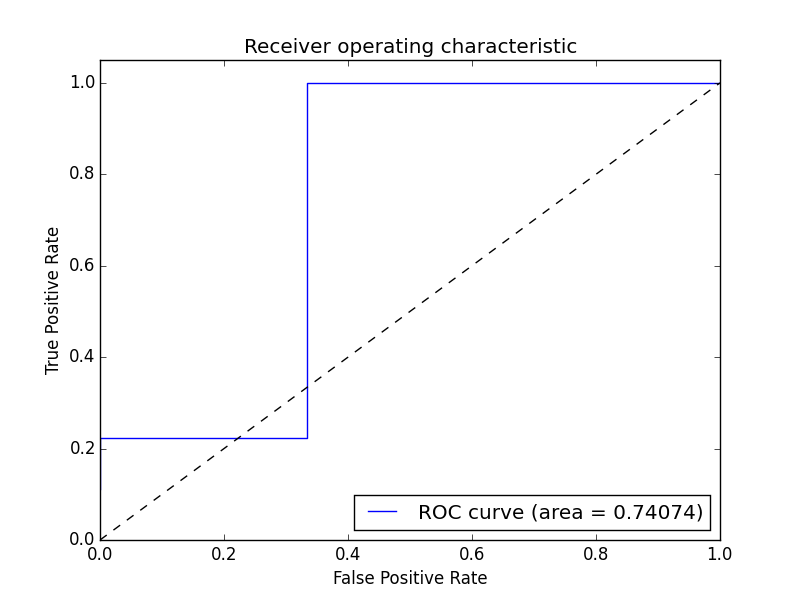 Receiver operating characteristic
1.0
0.8
0.6
0.4
0.2
0.0
True Positive Rate
ROC curve (area = 0.74074)
0.0 0.2 0.4 0.6 0.8 1.0
False Positive Rate